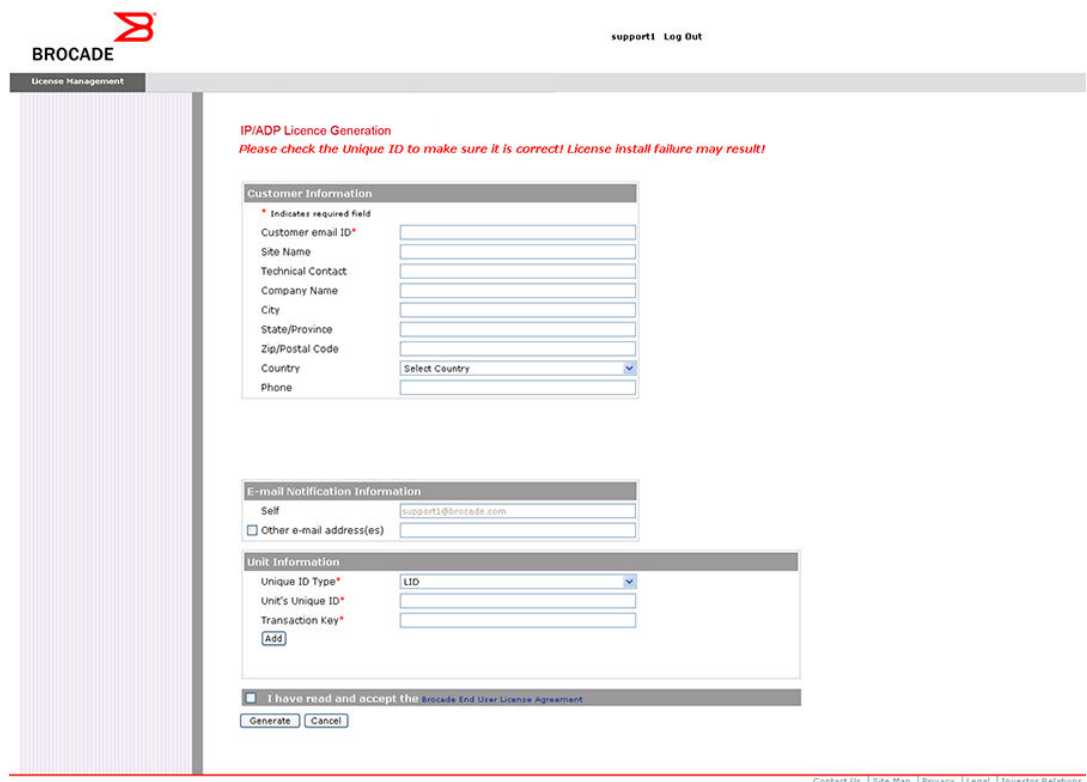 BROCADE
support1 Log Out
License Management
IP/ADP Licence Generation
Please check the Unique ID to make sure it is correct! License install failure may result!
Customer Information
* Indicates required field
Customer email ID*
Site Name
Technical Contact
Company Name
City
State/Province
Zip/Postal Code
Country Select Country
Phone
E-mail Notification Information
Self support1@brocade.com
Other e-mail address(es)
Unit Information
Unique ID Type* LID
Unit's Unique ID*
Transaction Key*
Add
I have read and accept the Brocade End User License Agreement
Generate Cancel
Contact Us | Site Map | Privacy | Legal | Investor Relations